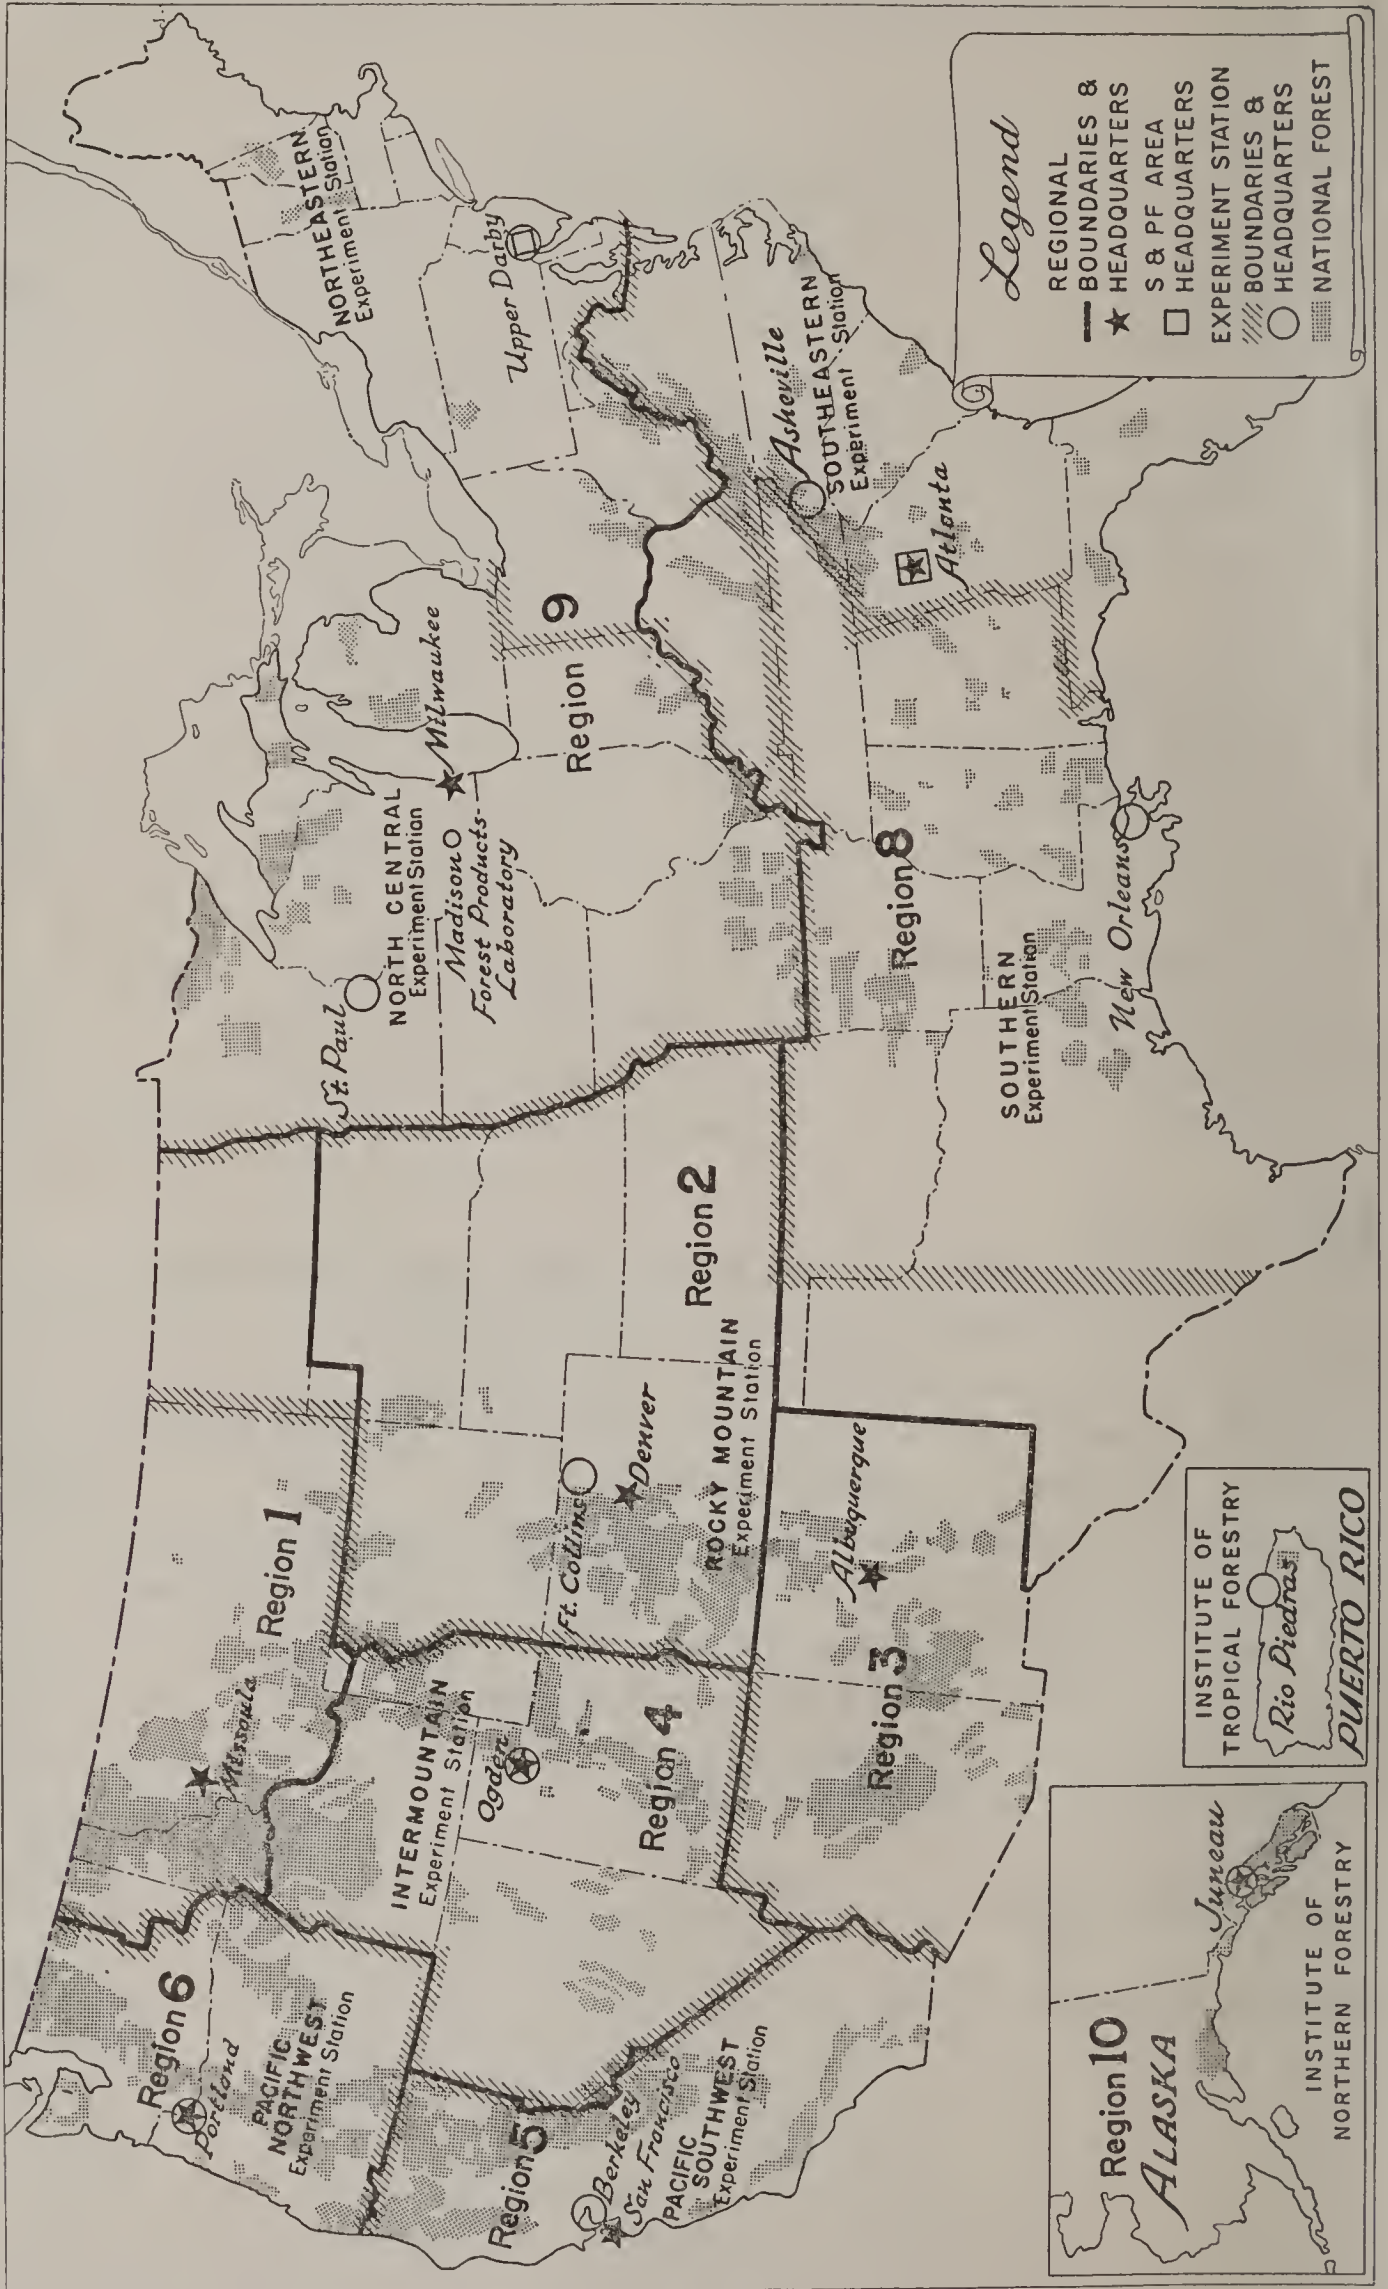 Region 6
Portland
PACIFIC
NORTHWEST
Experiment Station
Region 5
Berkeley
San Francisco
PACIFIC
SOUTHWEST
Experiment Station
Missoula
Region 1
INTERMOUNTAIN
Experiment Station
Ogden
Region 4
Ft. Collins
Denver
ROCKY MOUNTAIN
Experiment Station
Region 2
Albuquerque
Region 3
St. Paul
NORTH CENTRAL
Experiment Station
Madison
Forest Products-
Laboratory
Milwaukee
Region 9
Region 8
SOUTHERN
Experiment Station
New Orleans
NORTHEASTERN
Experiment Station
Upper Darby
Asheville
SOUTHEASTERN
Experiment Station
Atlanta
Region 10
ALASKA
Juneau
INSTITUTE OF
NORTHERN FORESTRY
INSTITUTE OF
TROPICAL FORESTRY
Rio Piedras
PUERTO RICO
Legend
REGIONAL
BOUNDARIES &
HEADQUARTERS
S & PF AREA
HEADQUARTERS
EXPERIMENT STATION
BOUNDARIES &
HEADQUARTERS
NATIONAL FOREST